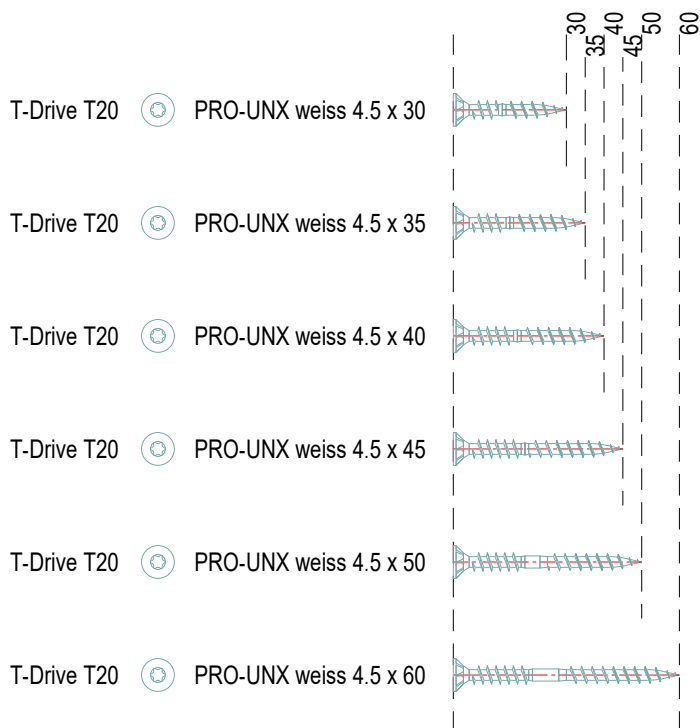 30
35
40
45
50
60
T-Drive T20 PRO-UNX weiss 4.5 x 30
T-Drive T20 PRO-UNX weiss 4.5 x 35
T-Drive T20 PRO-UNX weiss 4.5 x 40
T-Drive T20 PRO-UNX weiss 4.5 x 45
T-Drive T20 PRO-UNX weiss 4.5 x 50
T-Drive T20 PRO-UNX weiss 4.5 x 60